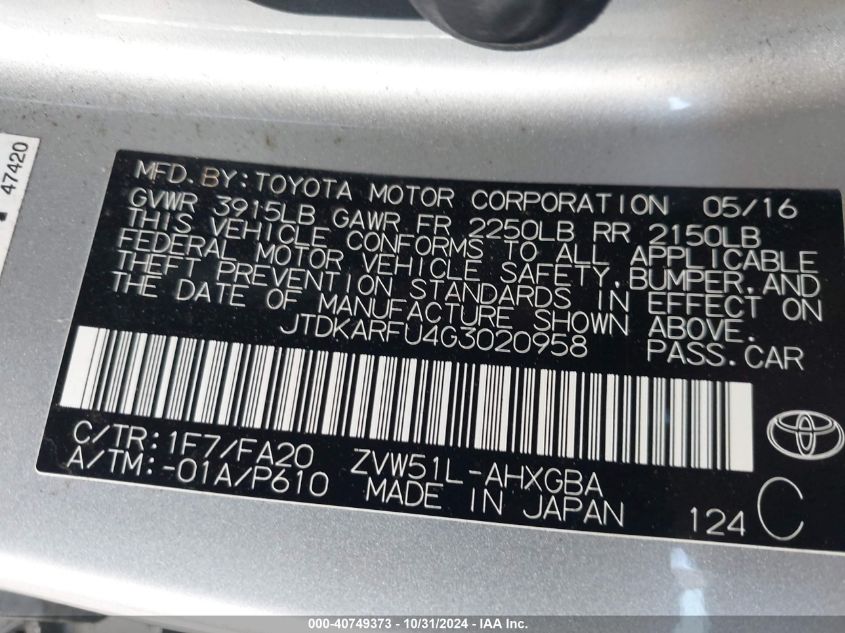 47420
MFD.BY:TOYOTA MOTOR CORPORATION 05/16
GVWR 3915LB GAWR FR 2250LB RR 2150LB
THIS VEHICLE CONFORMS TO ALL APPLICABLE
FEDERAL MOTOR VEHICLE SAFETY,BUMPER,AND
THEFT PREVENTION STANDARDS IN EFFECT ON
THE DATE OF MANUFACTURE SHOWN ABOVE.
JTDKARFU4G3020958 PASS.CAR
C/TR:1F7/FA20 ZVW51L-AHXGBA
A/TM:-01A/P610 MADE IN JAPAN 124 C
000-40749373 - 10/31/2024 - VW - IAA Inc.